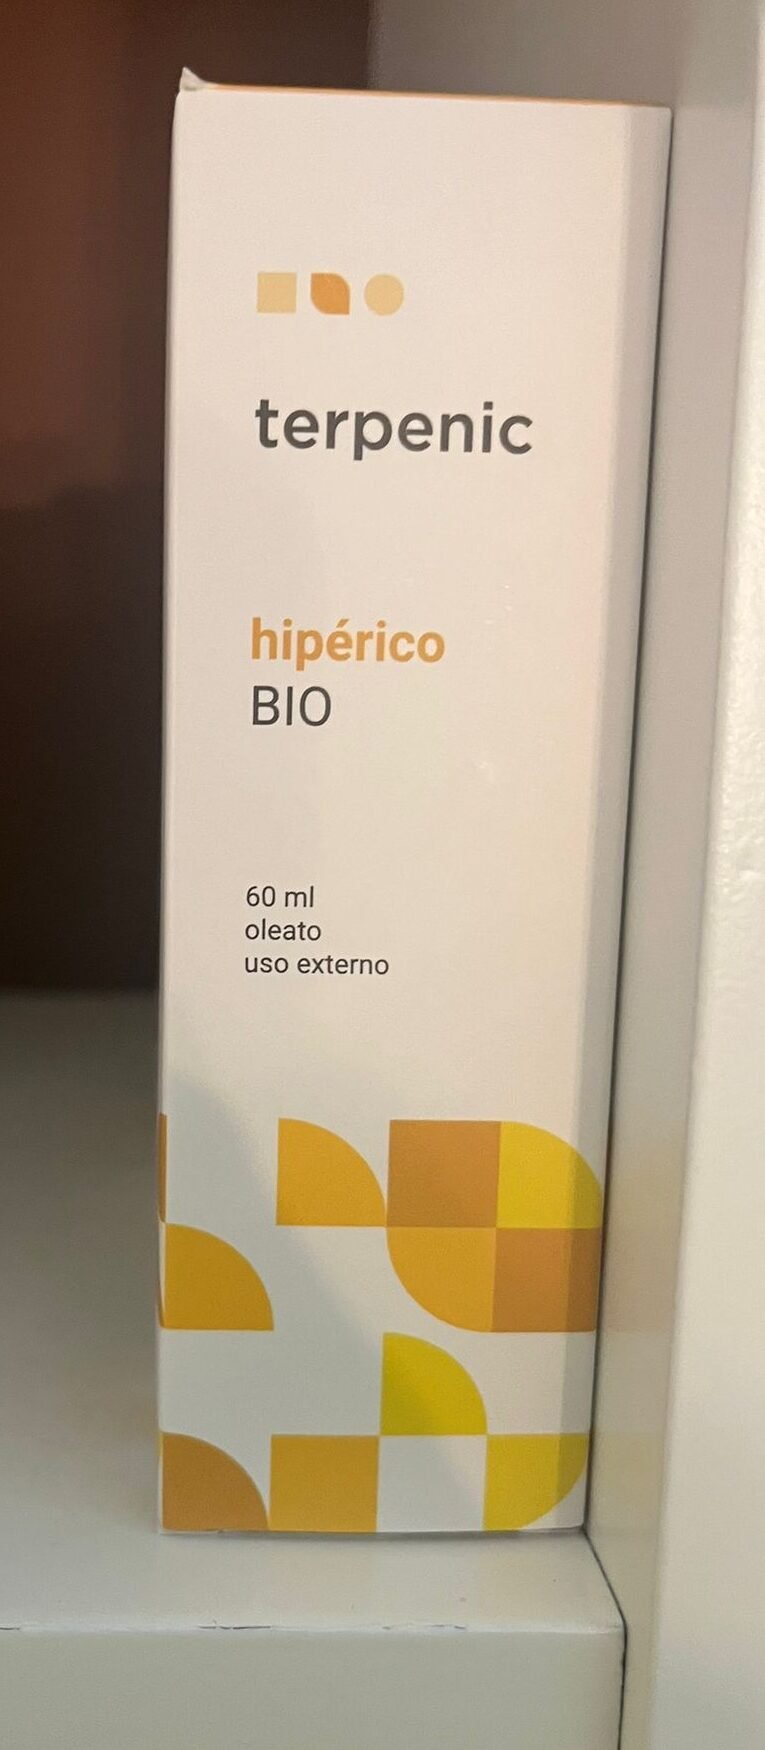 terpenic
hipérico
BIO
60 ml
oleato
uso externo